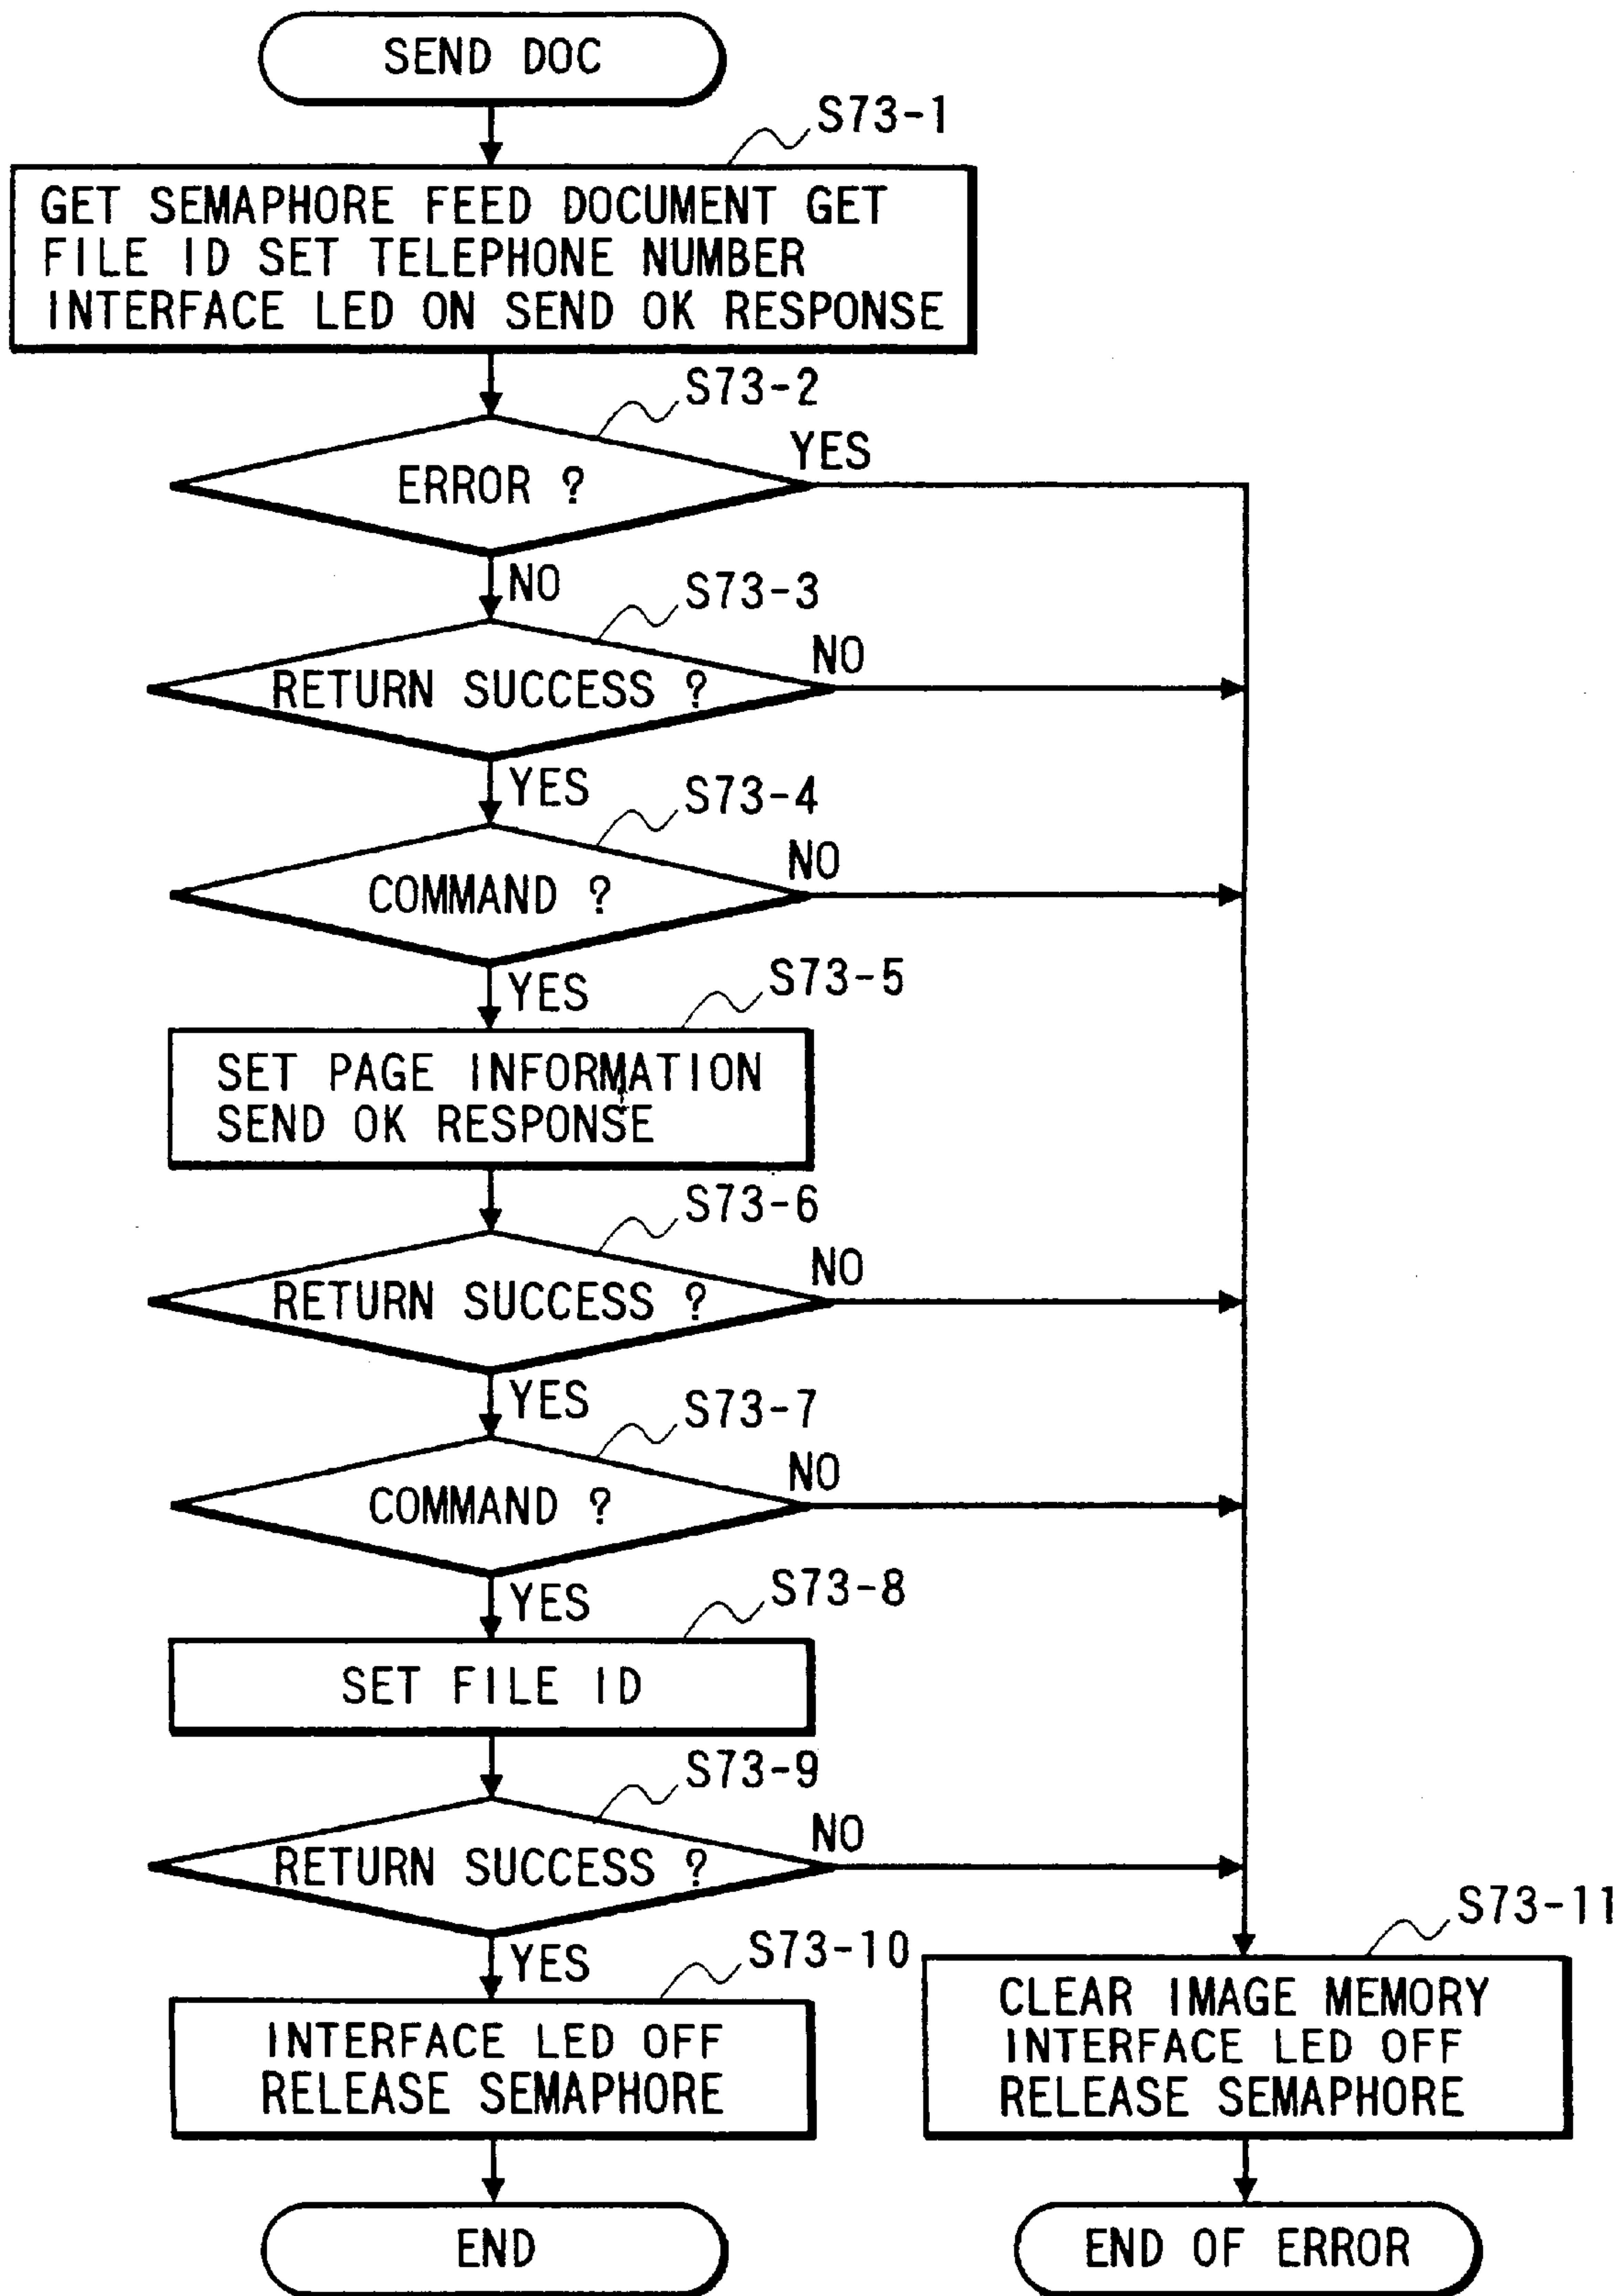 SEND DOC
S73-1
GET SEMAPHORE FEED DOCUMENT GET
FILE ID SET TELEPHONE NUMBER
INTERFACE LED ON SEND OK RESPONSE
S73-2
ERROR ?
YES
NO
S73-3
RETURN SUCCESS ?
NO
YES
S73-4
COMMAND ?
NO
YES
S73-5
SET PAGE INFORMATION
SEND OK RESPONSE
S73-6
RETURN SUCCESS ?
NO
YES
S73-7
COMMAND ?
NO
YES
S73-8
SET FILE ID
S73-9
RETURN SUCCESS ?
NO
YES
S73-10
INTERFACE LED OFF
RELEASE SEMAPHORE
END
S73-11
CLEAR IMAGE MEMORY
INTERFACE LED OFF
RELEASE SEMAPHORE
END OF ERROR